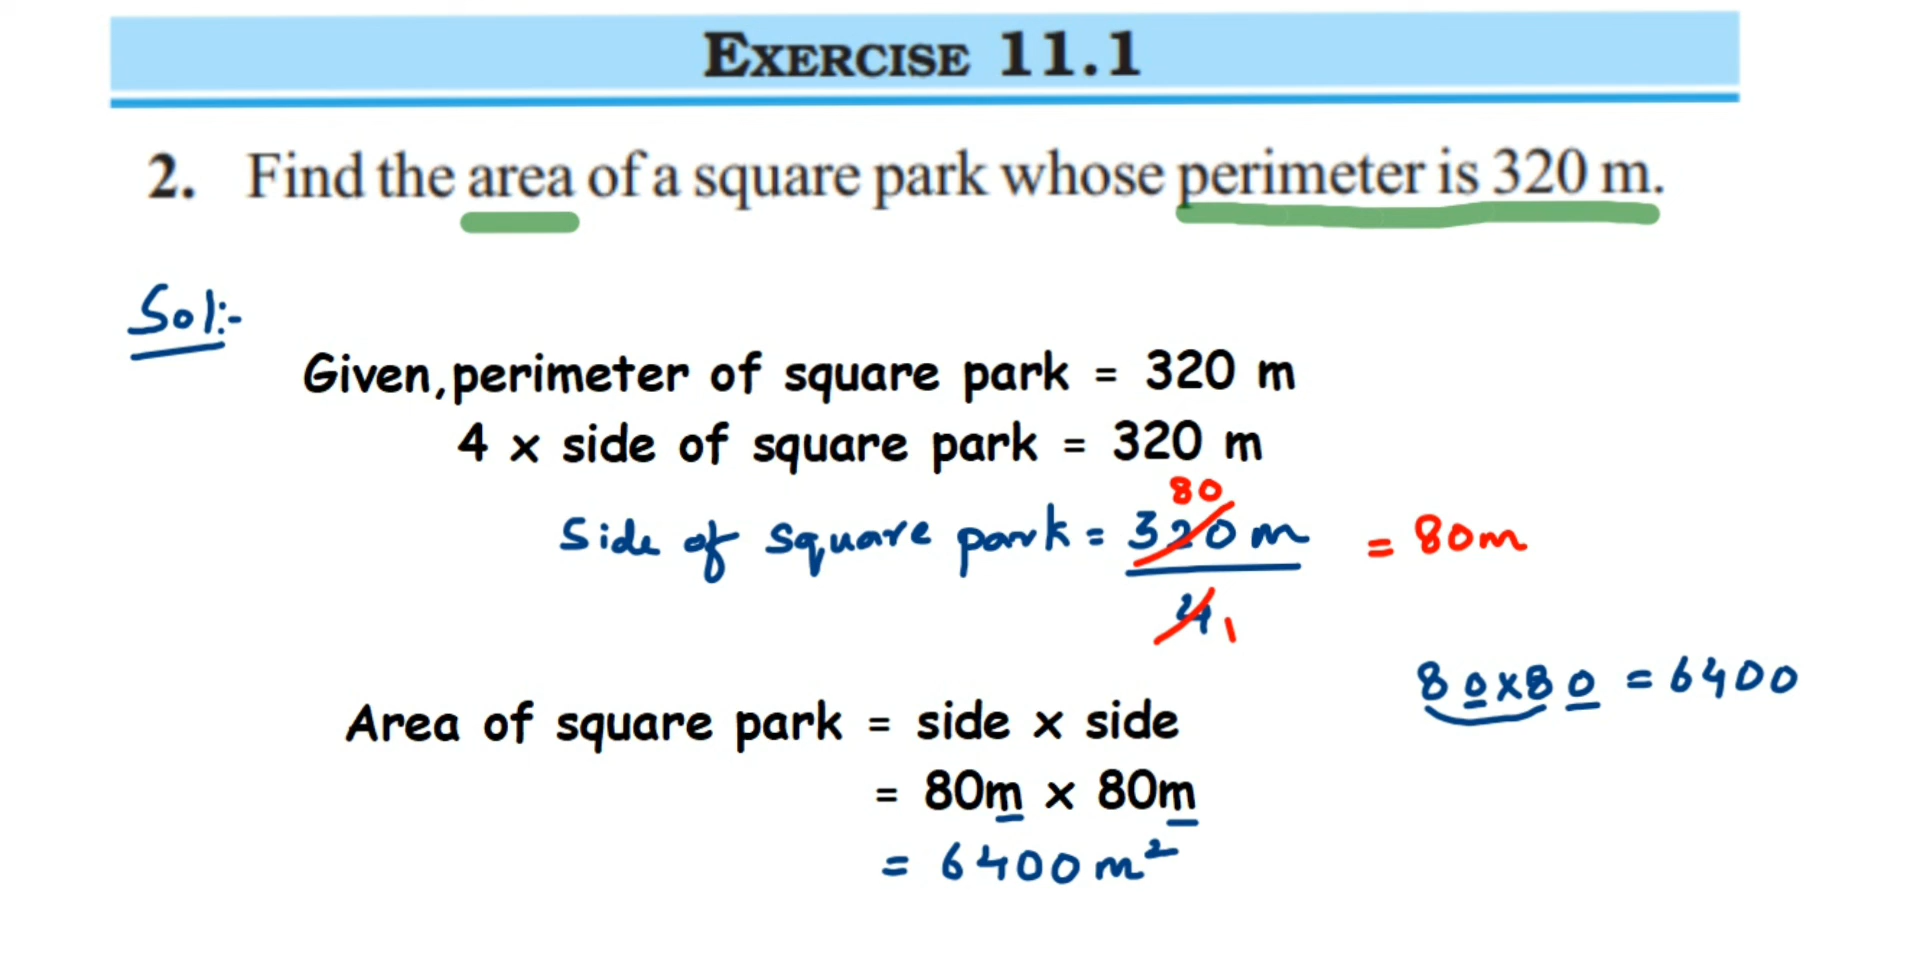 EXERCISE 11.1
2. Find the area of a square park whose perimeter is 320 m.
Sol:-
Given,perimeter of square park = 320 m
4 x side of square park = 320 m
80
Side of square park = 320 m = 80m
4 1
80x80 = 6400
Area of square park = side x side
= 80m x 80m
= 6400 m²